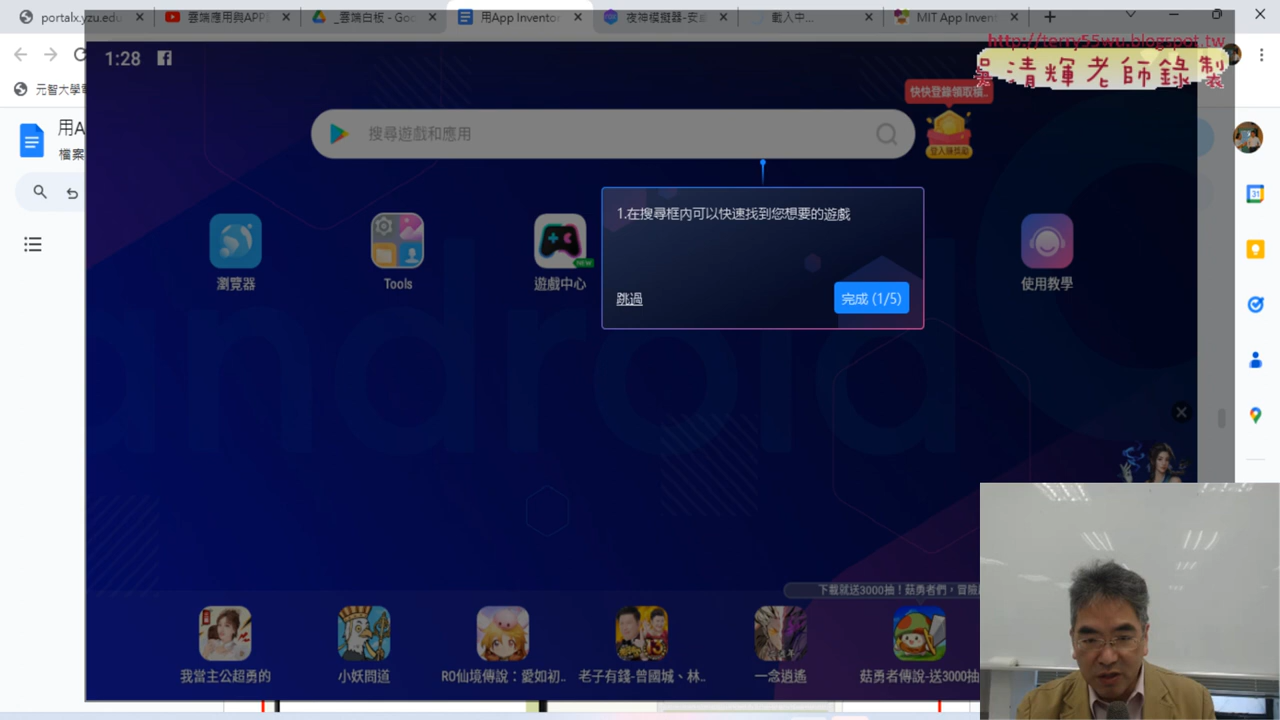 portalx.yzu.edu
雲端應用與APP
_雲端白板 - Goo
用App Inventor
夜神模擬器-安卓
載入中...
MIT App Invent
http://terry55wu.blogspot.tw
吳清輝老師錄製
元智大學
用A
檔案
1:28
快快登錄領取獵..
搜尋遊戲和應用
登入賺獎勵
1.在搜尋框內可以快速找到您想要的遊戲
跳過
完成 (1/5)
瀏覽器
Tools
NEW
遊戲中心
使用教學
31
下載就送3000抽！菇勇者們，冒險
13
我當主公超勇的
小妖問道
RO仙境傳說：愛如初..
老子有錢-曾國城、林..
一念逍遙
菇勇者傳說-送3000抽